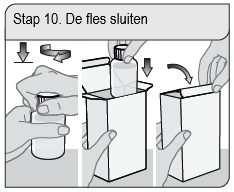 Stap 10. De fles sluiten